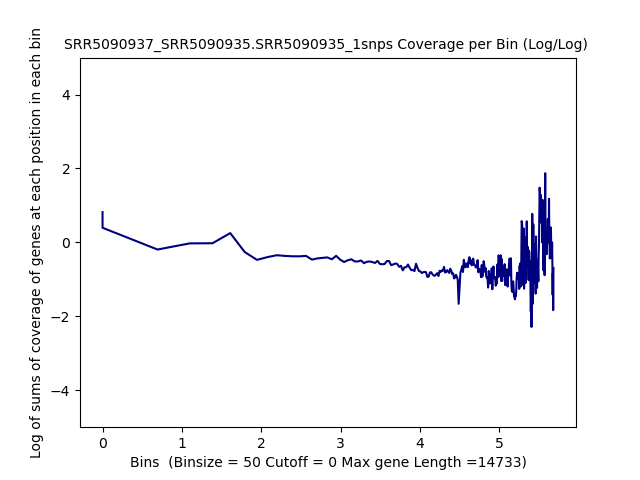 SRR5090937_SRR5090935.SRR5090935_1snps Coverage per Bin (Log/Log)
Log of sums of coverage of genes at each position in each bin
4
2
0
−2
−4
0 1 2 3 4 5
Bins  (Binsize = 50 Cutoff = 0 Max gene Length =14733)